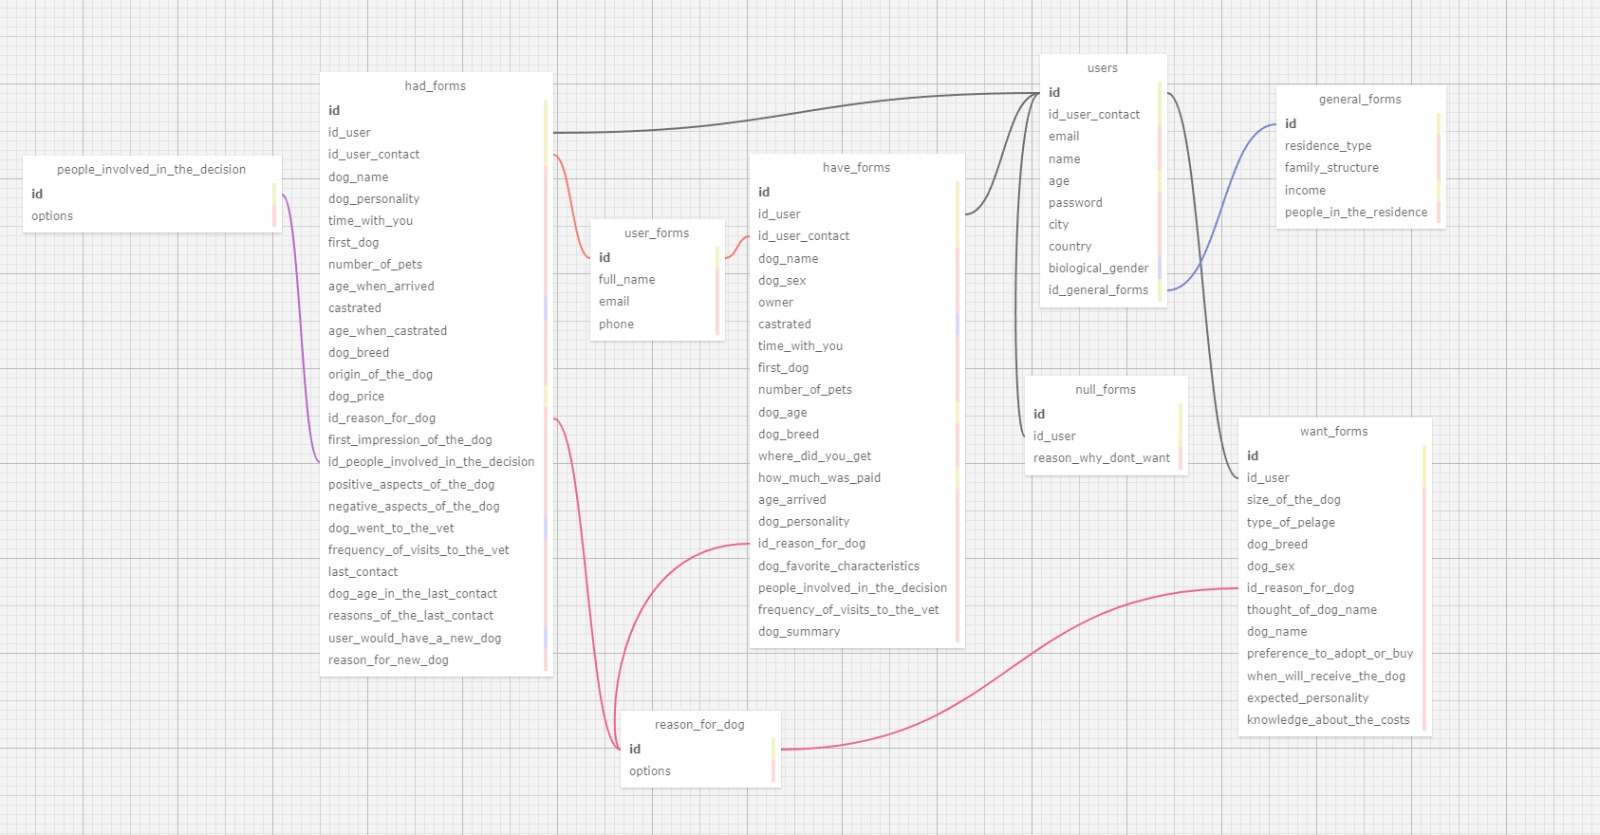 people_involved_in_the_decision
id
options
had_forms
id
id_user
id_user_contact
dog_name
dog_personality
time_with_you
first_dog
number_of_pets
age_when_arrived
castrated
age_when_castrated
dog_breed
origin_of_the_dog
dog_price
id_reason_for_dog
first_impression_of_the_dog
id_people_involved_in_the_decision
positive_aspects_of_the_dog
negative_aspects_of_the_dog
dog_went_to_the_vet
frequency_of_visits_to_the_vet
last_contact
dog_age_in_the_last_contact
reasons_of_the_last_contact
user_would_have_a_new_dog
reason_for_new_dog
user_forms
id
full_name
email
phone
have_forms
id
id_user
id_user_contact
dog_name
dog_sex
owner
castrated
time_with_you
first_dog
number_of_pets
dog_age
dog_breed
where_did_you_get
how_much_was_paid
age_arrived
dog_personality
id_reason_for_dog
dog_favorite_characteristics
people_involved_in_the_decision
frequency_of_visits_to_the_vet
dog_summary
reason_for_dog
id
options
users
id
id_user_contact
email
name
age
password
city
country
biological_gender
id_general_forms
general_forms
id
residence_type
family_structure
income
people_in_the_residence
null_forms
id
id_user
reason_why_dont_want
want_forms
id
id_user
size_of_the_dog
type_of_pelage
dog_breed
dog_sex
id_reason_for_dog
thought_of_dog_name
dog_name
preference_to_adopt_or_buy
when_will_receive_the_dog
expected_personality
knowledge_about_the_costs